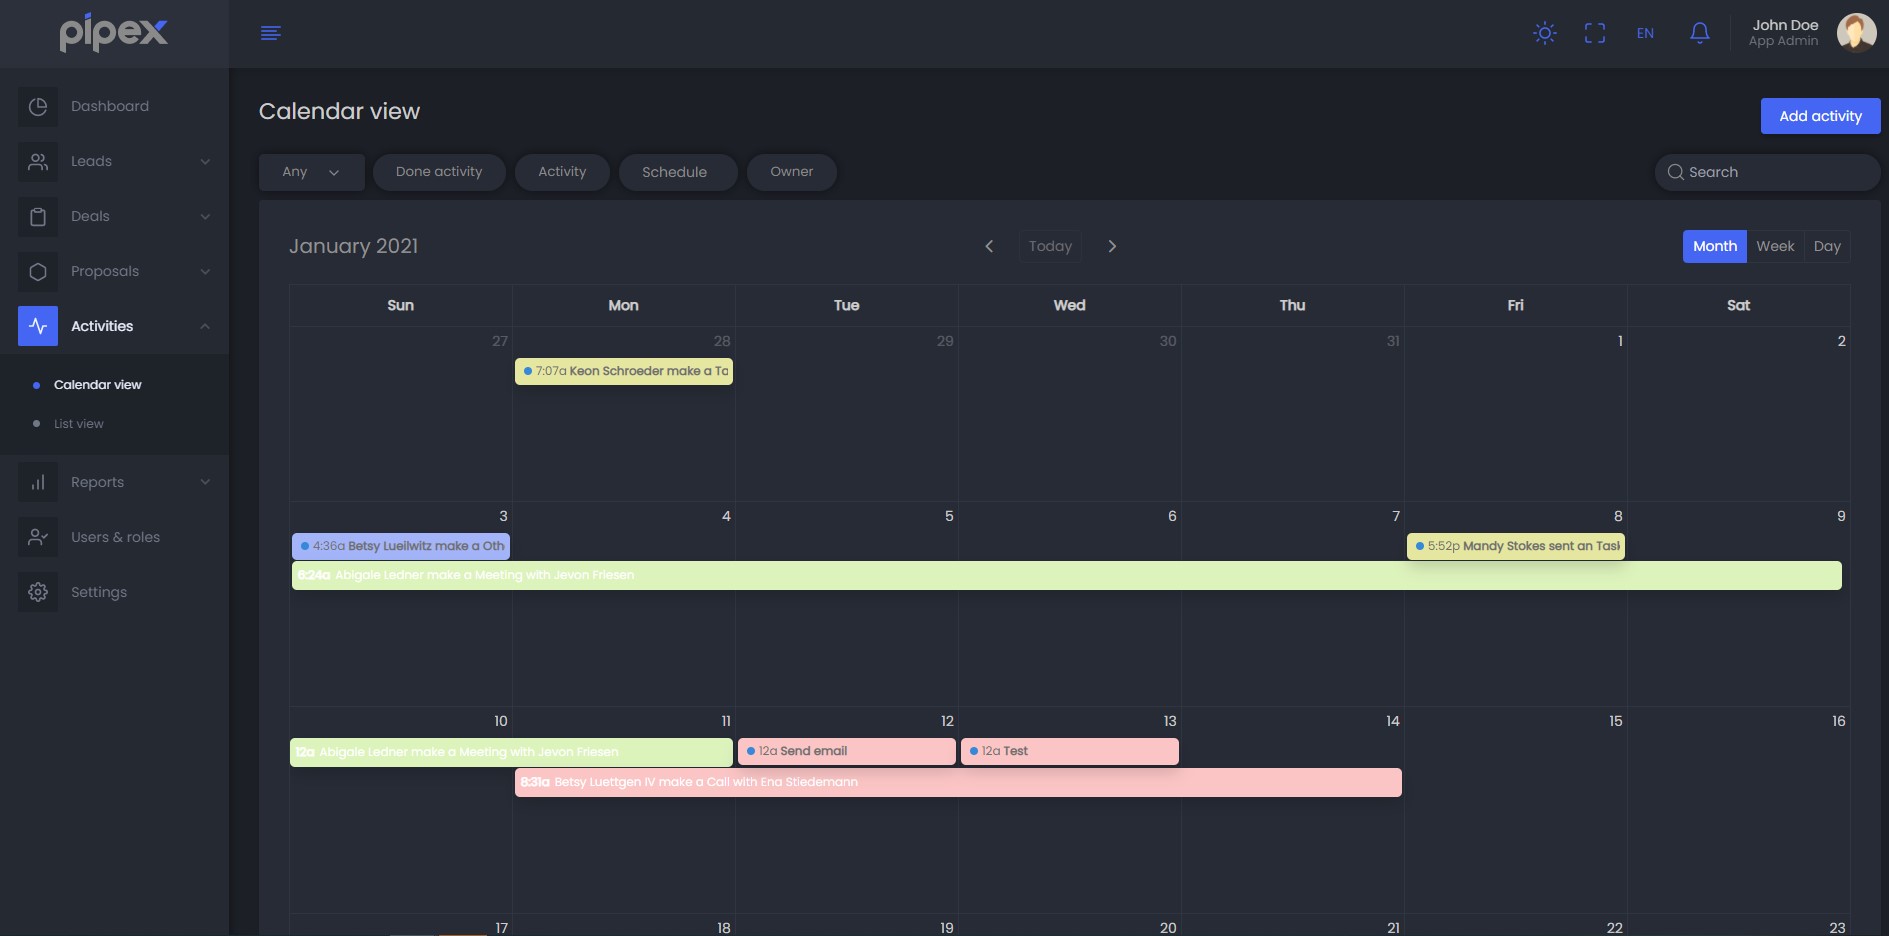 pipex
EN
John Doe
App Admin
Dashboard
Leads
Deals
Proposals
Activities
Calendar view
List view
Reports
Users & roles
Settings
Calendar view
Add activity
Any
Done activity
Activity
Schedule
Owner
Search
January 2021
Today
Month Week Day
Sun Mon Tue Wed Thu Fri Sat
27 28 29 30 31 1 2
7:07a Keon Schroeder make a Ta
3 4 5 6 7 8 9
4:36a Betsy Lueilwitz make a Oth
5:52p Mandy Stokes sent an Task
6:24a Abigale Ledner make a Meeting with Jevon Friesen
10 11 12 13 14 15 16
12a Abigale Ledner make a Meeting with Jevon Friesen
12a Send email
12a Test
8:31a Betsy Luettgen IV make a Call with Ena Stiedemann
17 18 19 20 21 22 23